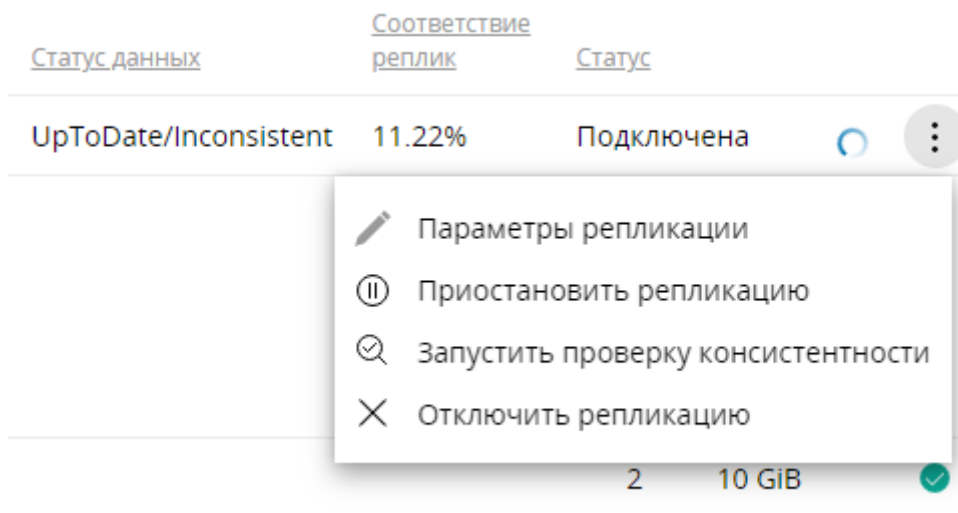 Соответствие
Статус данных реплик Статус
UpToDate/Inconsistent 11.22% Подключена
Параметры репликации
Приостановить репликацию
Запустить проверку консистентности
Отключить репликацию
2 10 GiB